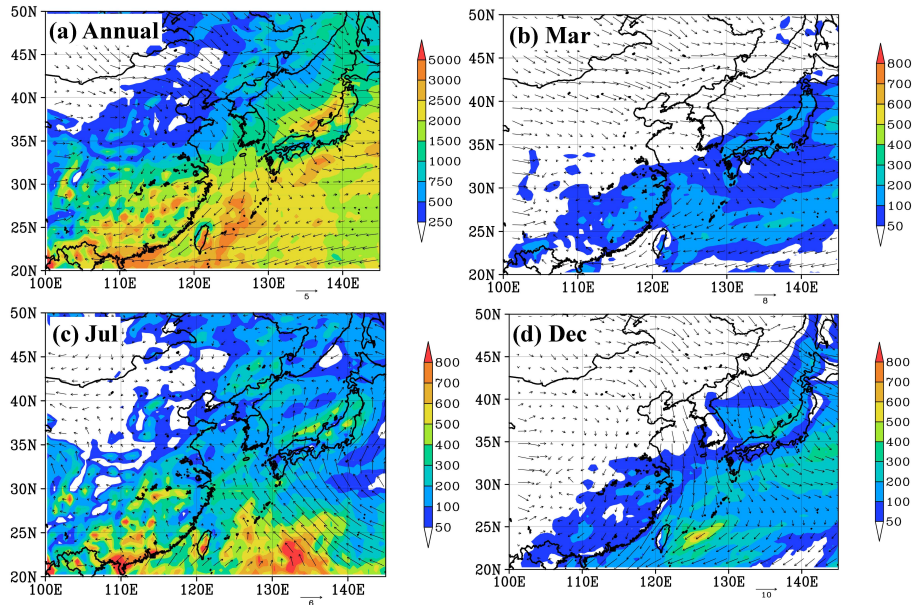 (a) Annual
50N
45N
40N
35N
30N
25N
20N
100E
110E
120E
130E
140E
5
5000
3000
2500
2000
1500
1000
750
500
250
(b) Mar
50N
45N
40N
35N
30N
25N
20N
100E
110E
120E
130E
140E
8
800
700
600
500
400
300
200
100
50
(c) Jul
50N
45N
40N
35N
30N
25N
20N
100E
110E
120E
130E
140E
6
800
700
600
500
400
300
200
100
50
(d) Dec
50N
45N
40N
35N
30N
25N
20N
100E
110E
120E
130E
140E
10
800
700
600
500
400
300
200
100
50